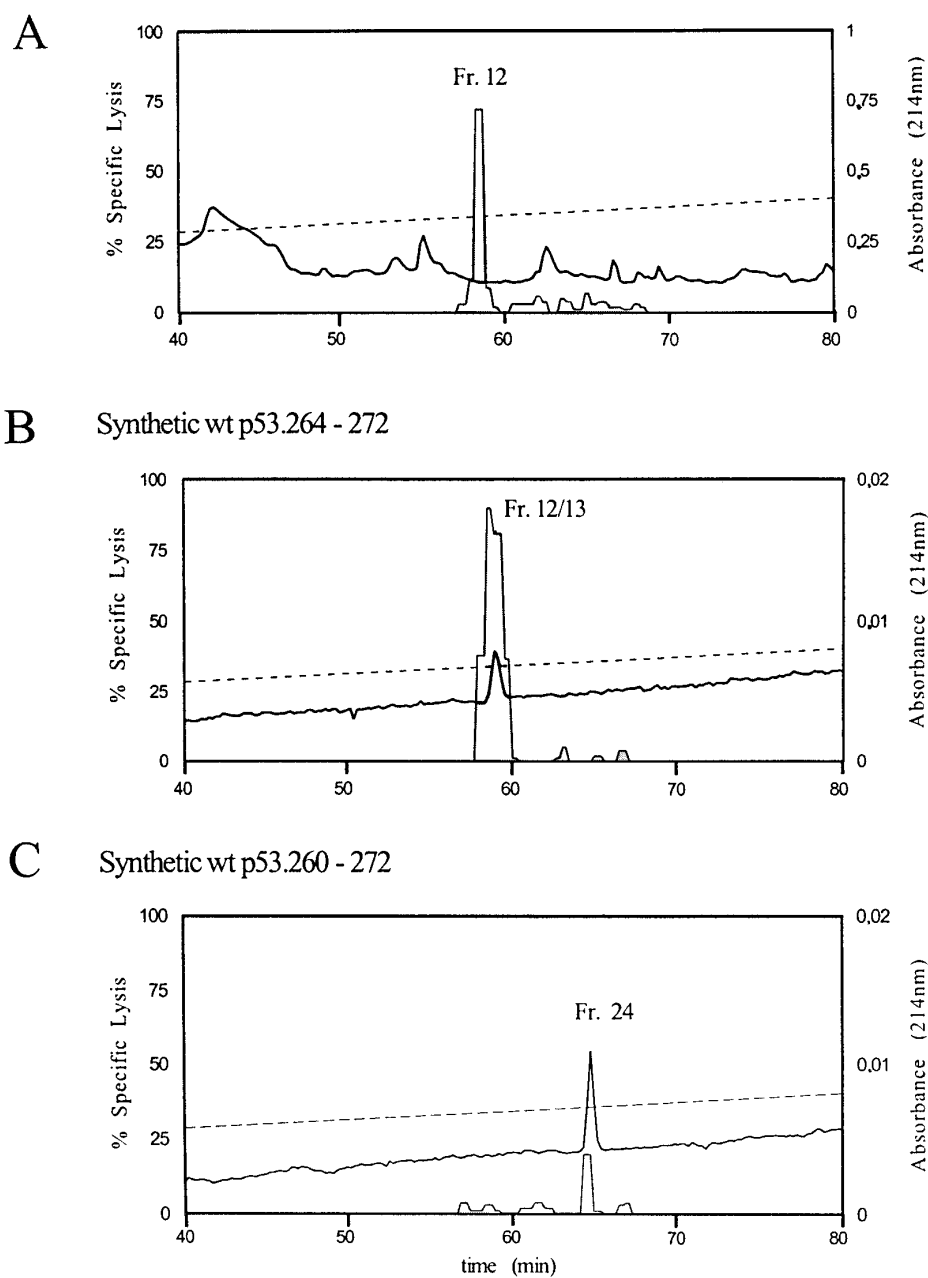 A
100
75
50
25
0
% Specific Lysis
Fr. 12
1
0,75
0,5
0,25
0
Absorbance (214nm)
40 50 60 70 80
B Synthetic wt p53.264 - 272
100
75
50
25
0
% Specific Lysis
Fr. 12/13
0,02
0,01
0
Absorbance (214nm)
40 50 60 70 80
C Synthetic wt p53.260 - 272
100
75
50
25
0
% Specific Lysis
Fr. 24
0,02
0,01
0
Absorbance (214nm)
40 50 60 70 80
time (min)